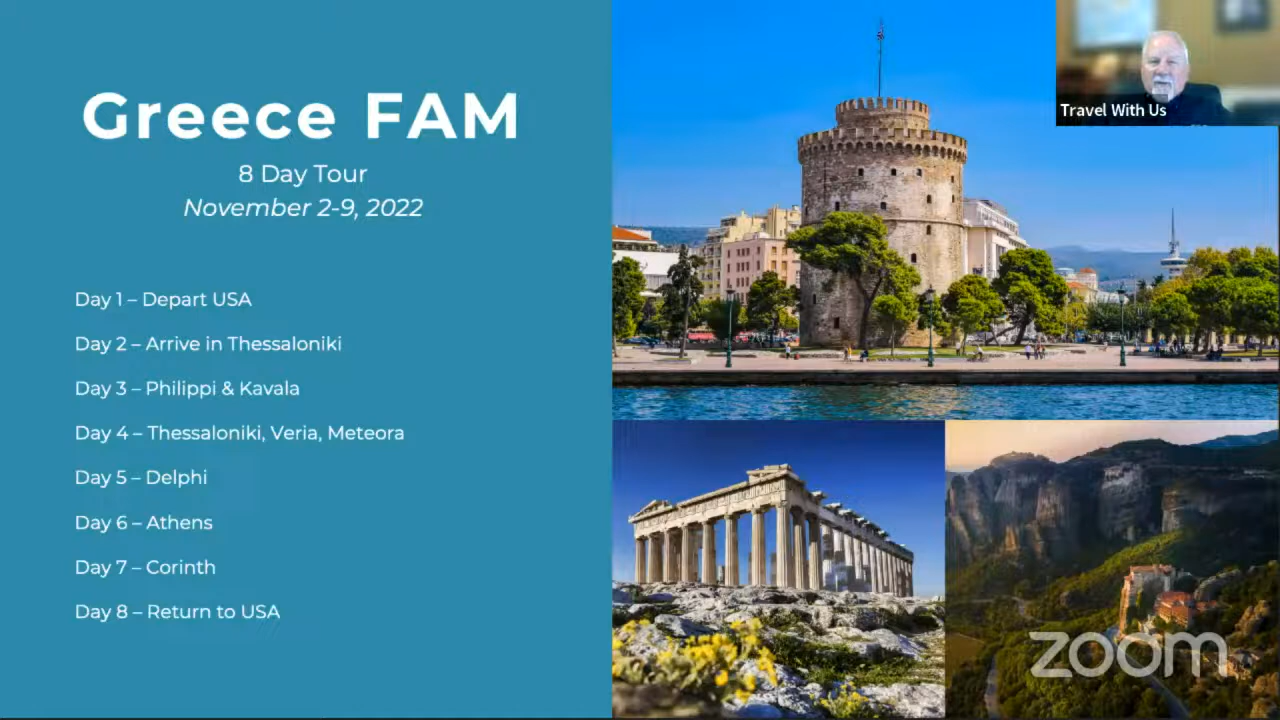 Greece FAM
8 Day Tour
November 2-9, 2022
Day 1 – Depart USA
Day 2 – Arrive in Thessaloniki
Day 3 – Philippi & Kavala
Day 4 – Thessaloniki, Veria, Meteora
Day 5 – Delphi
Day 6 – Athens
Day 7 – Corinth
Day 8 – Return to USA
Travel With Us
zoom